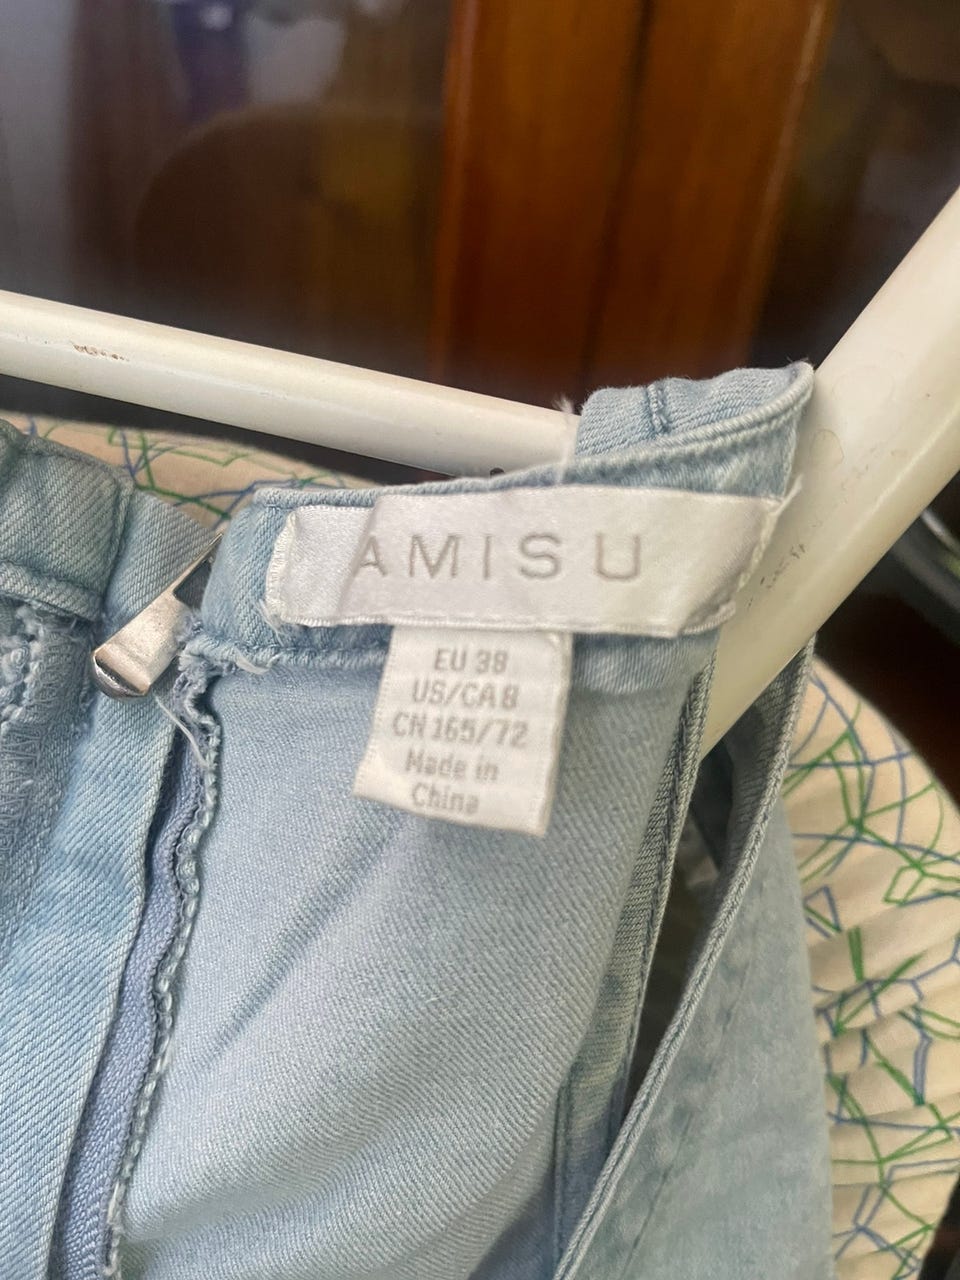 AMISU
EU 38
US/CA 8
CN 165/72
Made in
China